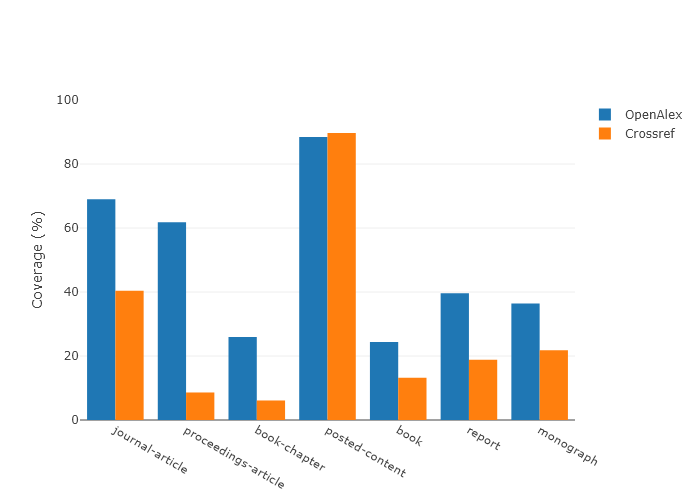 100
80
60
40
20
0
Coverage (%)
journal-article
proceedings-article
book-chapter
posted-content
book
report
monograph
OpenAlex
Crossref